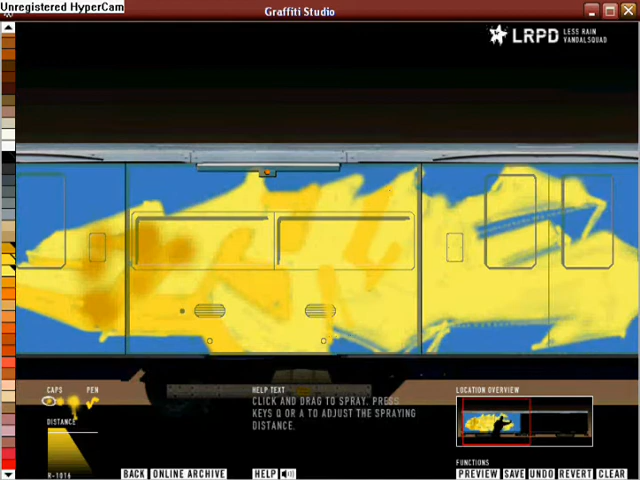 Unregistered HyperCam
Graffiti Studio
LRPD
LESS RAIN
VANDALSQUAD
CAPS
PEN
DISTANCE
R-1016
HELP TEXT
CLICK AND DRAG TO SPRAY. PRESS
KEYS Q OR A TO ADJUST THE SPRAYING
DISTANCE.
LOCATION OVERVIEW
FUNCTIONS
BACK ONLINE ARCHIVE HELP PREVIEW SAVE UNDO REVERT CLEAR